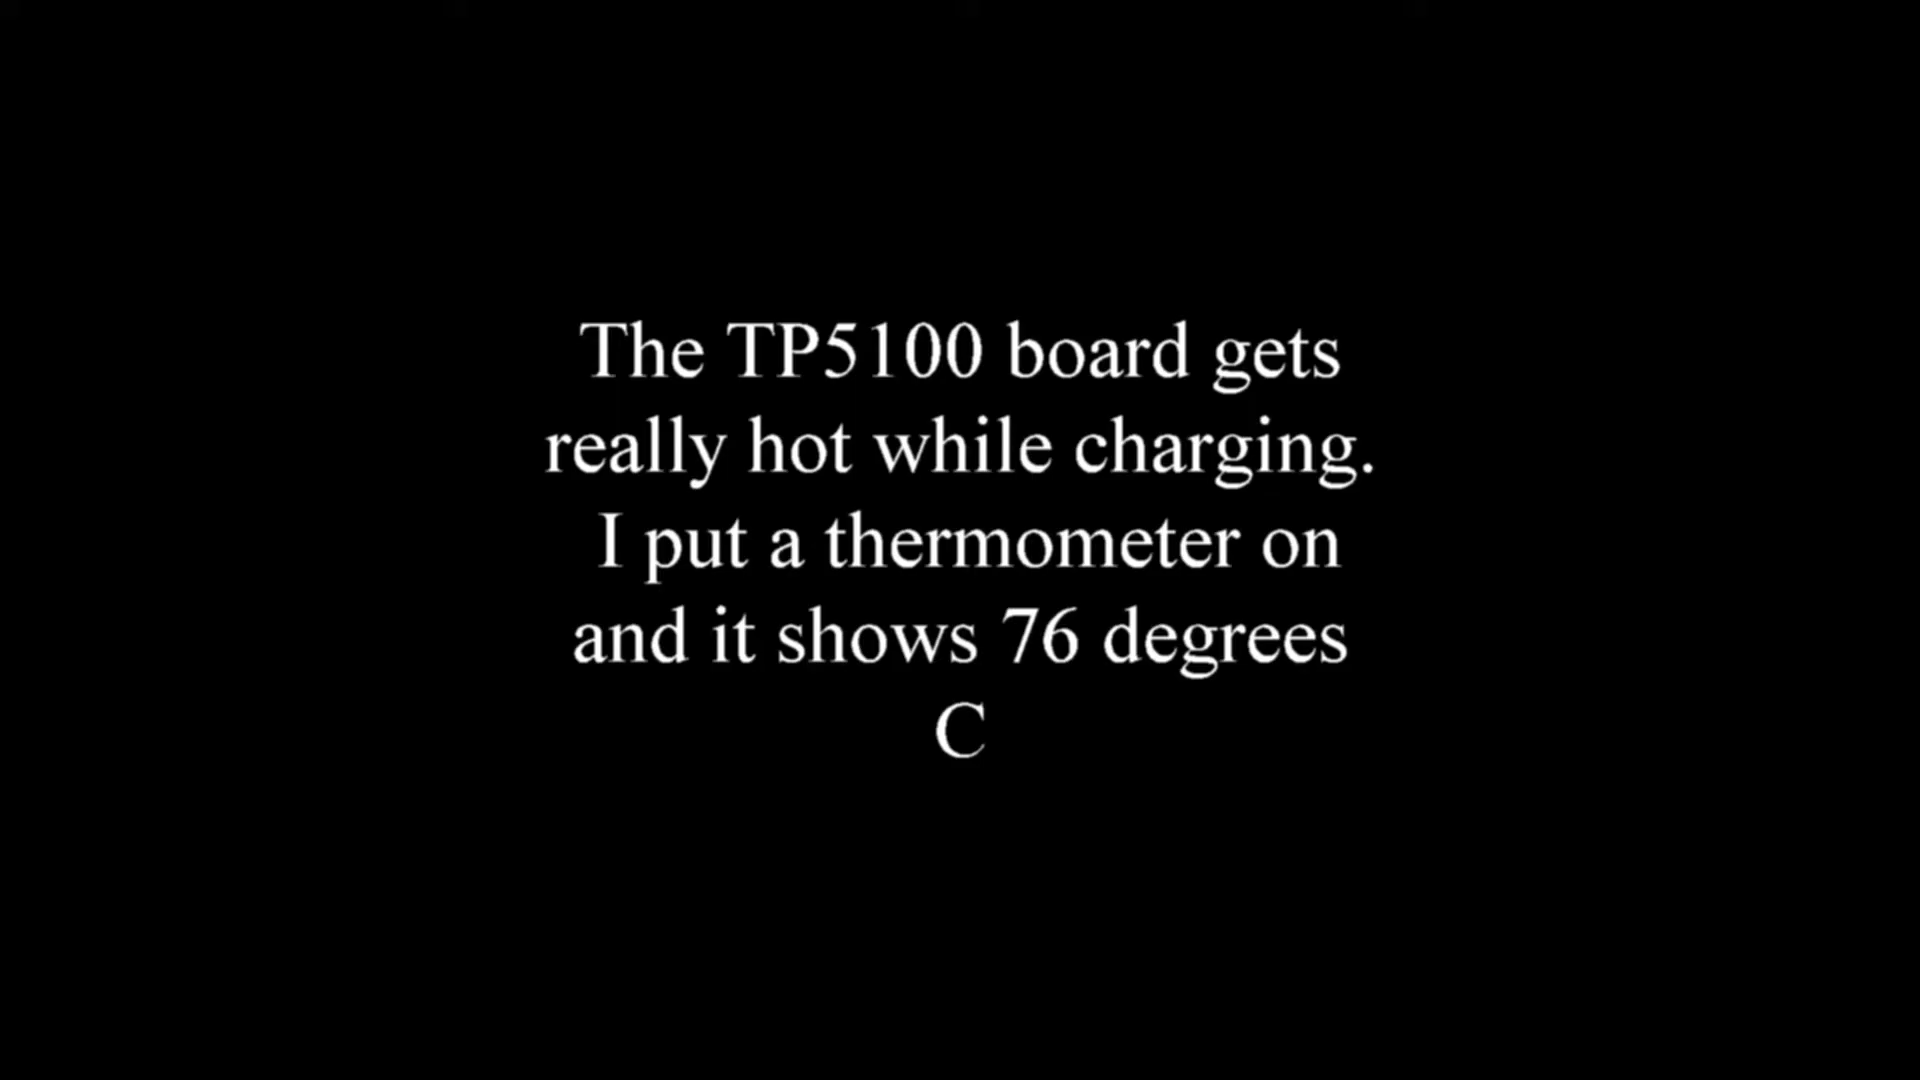 The TP5100 board gets
really hot while charging.
I put a thermometer on
and it shows 76 degrees
C